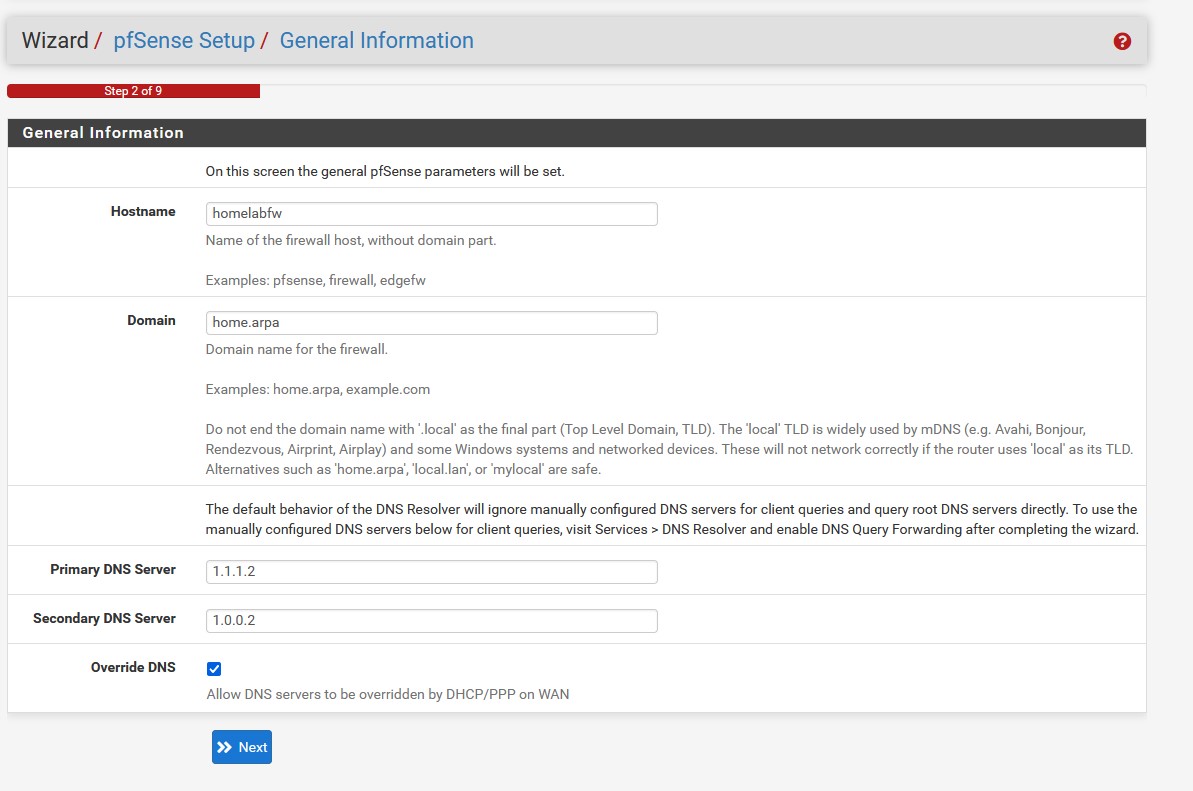 Wizard / pfSense Setup / General Information
Step 2 of 9
General Information
On this screen the general pfSense parameters will be set.
Hostname
homelabfw
Name of the firewall host, without domain part.
Examples: pfsense, firewall, edgefw
Domain
home.arpa
Domain name for the firewall.
Examples: home.arpa, example.com
Do not end the domain name with '.local' as the final part (Top Level Domain, TLD). The 'local' TLD is widely used by mDNS (e.g. Avahi, Bonjour,
Rendezvous, Airprint, Airplay) and some Windows systems and networked devices. These will not network correctly if the router uses 'local' as its TLD.
Alternatives such as 'home.arpa', 'local.lan', or 'mylocal' are safe.
The default behavior of the DNS Resolver will ignore manually configured DNS servers for client queries and query root DNS servers directly. To use the
manually configured DNS servers below for client queries, visit Services > DNS Resolver and enable DNS Query Forwarding after completing the wizard.
Primary DNS Server
1.1.1.2
Secondary DNS Server
1.0.0.2
Override DNS
Allow DNS servers to be overridden by DHCP/PPP on WAN
Next